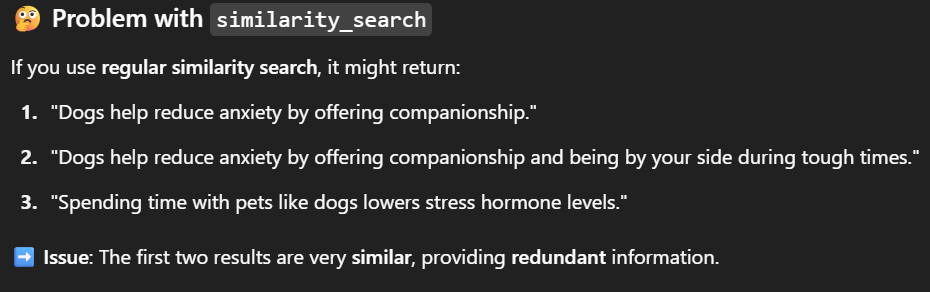 🤔 Problem with similarity_search
If you use regular similarity search, it might return:
1. "Dogs help reduce anxiety by offering companionship."
2. "Dogs help reduce anxiety by offering companionship and being by your side during tough times."
3. "Spending time with pets like dogs lowers stress hormone levels."
➡️ Issue: The first two results are very similar, providing redundant information.